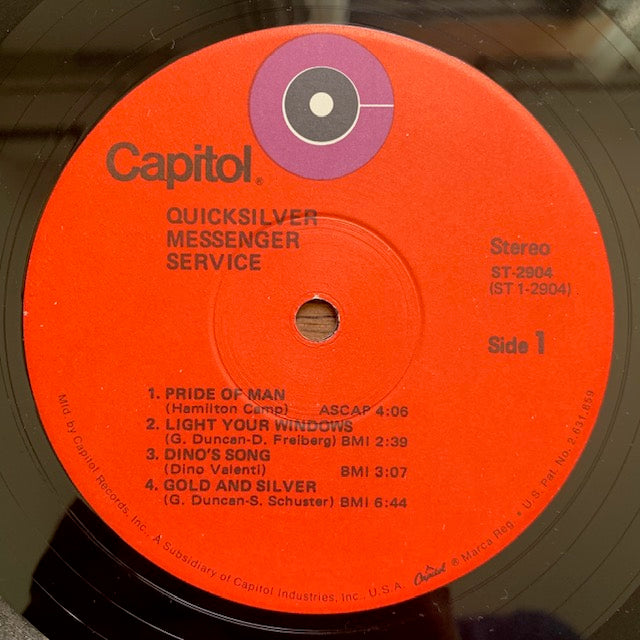 Capitol®
QUICKSILVER
MESSENGER
SERVICE
Stereo
ST-2904
(ST 1-2904)
Side 1
1. PRIDE OF MAN
(Hamilton Camp) ASCAP 4:06
2. LIGHT YOUR WINDOWS
(G. Duncan-D. Freiberg) BMI 2:39
3. DINO'S SONG
(Dino Valenti) BMI 3:07
4. GOLD AND SILVER
(G. Duncan-S. Schuster) BMI 6:44
Mfd by Capitol Records, Inc., A Subsidiary of Capitol Industries, Inc., U.S.A. Capitol ® Marca Reg. • U.S. Pat. No. 2,631,859